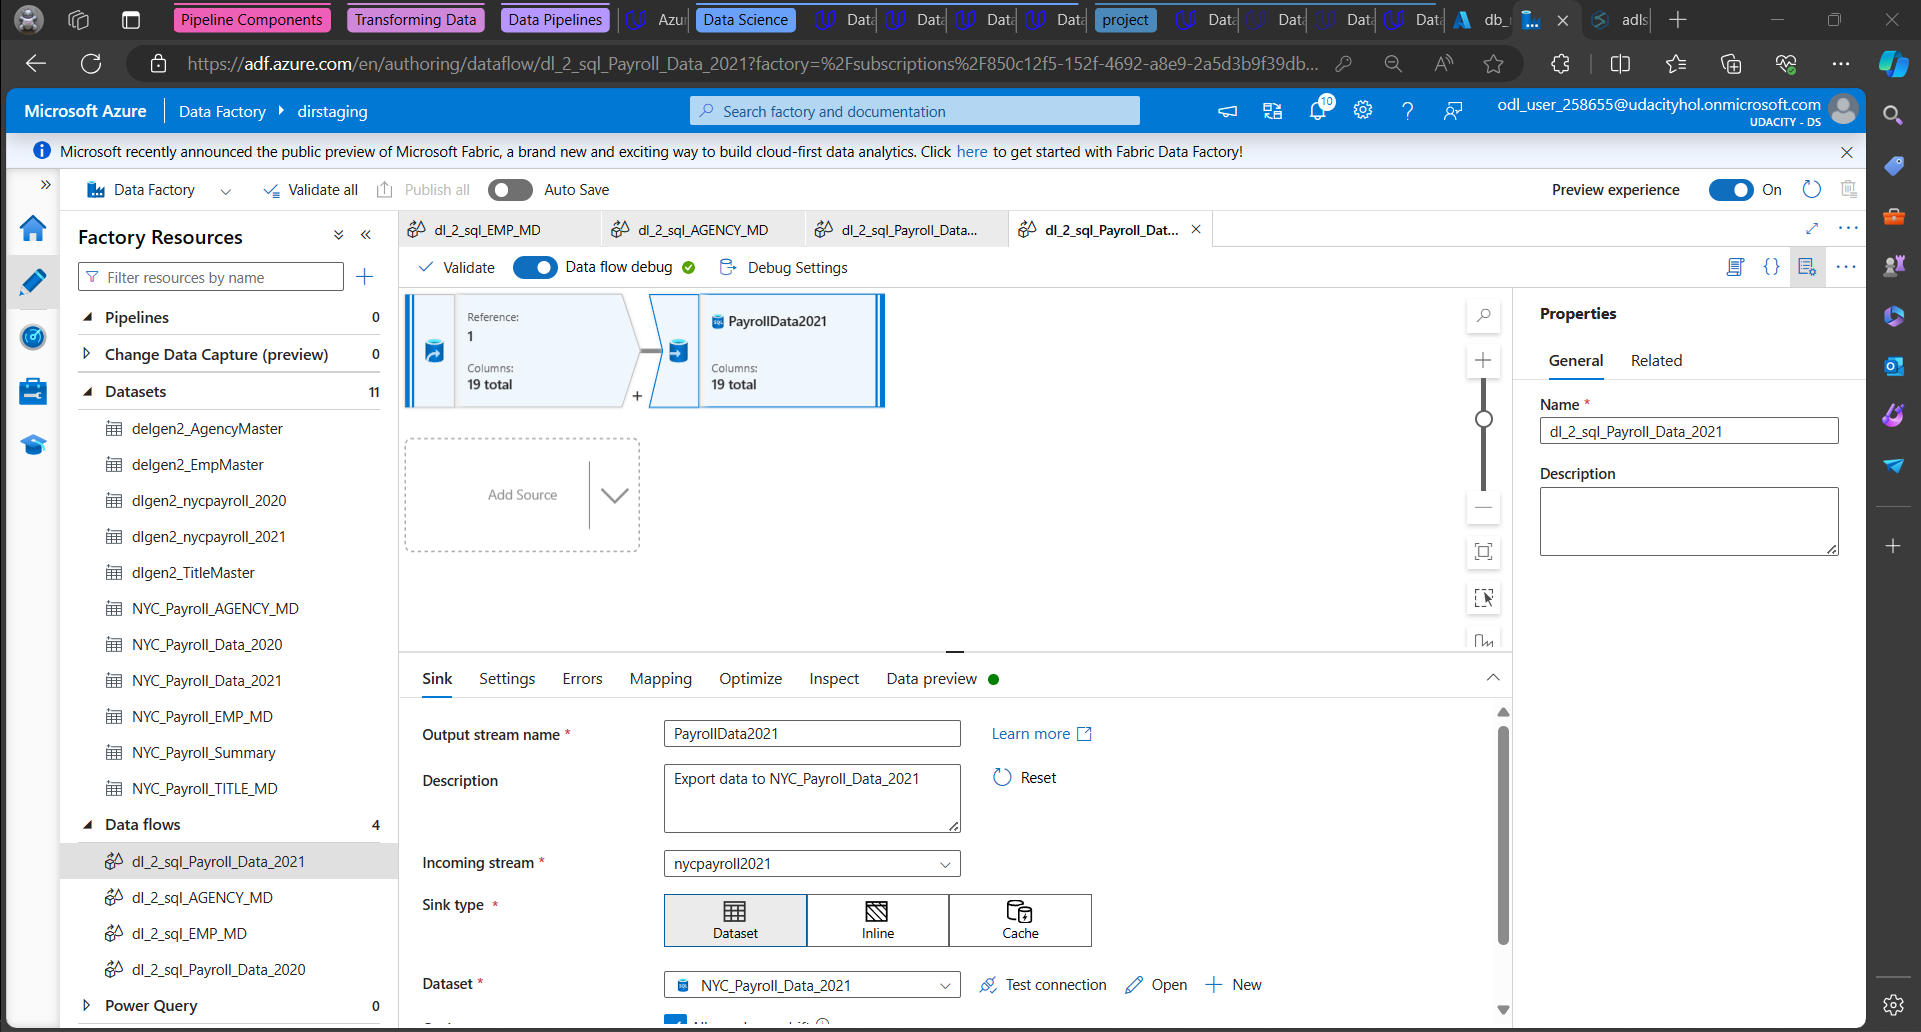 Pipeline Components
Transforming Data
Data Pipelines
Azur
Data Science
Data
Data
Data
Data
project
Data
Data
Data
Data
db_
adls
https://adf.azure.com/en/authoring/dataflow/dl_2_sql_Payroll_Data_2021?factory=%2Fsubscriptions%2F850c12f5-152f-4692-a8e9-2a5d3b9f39db...
Microsoft Azure
Data Factory
dirstaging
Search factory and documentation
10
odl_user_258655@udacityhol.onmicrosoft.com
UDACITY - DS
Microsoft recently announced the public preview of Microsoft Fabric, a brand new and exciting way to build cloud-first data analytics. Click here to get started with Fabric Data Factory!
Data Factory
Validate all
Publish all
Auto Save
Preview experience
On
Factory Resources
Filter resources by name
Pipelines 0
Change Data Capture (preview) 0
Datasets 11
delgen2_AgencyMaster
delgen2_EmpMaster
dlgen2_nycpayroll_2020
dlgen2_nycpayroll_2021
dlgen2_TitleMaster
NYC_Payroll_AGENCY_MD
NYC_Payroll_Data_2020
NYC_Payroll_Data_2021
NYC_Payroll_EMP_MD
NYC_Payroll_Summary
NYC_Payroll_TITLE_MD
Data flows 4
dl_2_sql_Payroll_Data_2021
dl_2_sql_AGENCY_MD
dl_2_sql_EMP_MD
dl_2_sql_Payroll_Data_2020
Power Query 0
dl_2_sql_EMP_MD
dl_2_sql_AGENCY_MD
dl_2_sql_Payroll_Data...
dl_2_sql_Payroll_Dat...
Validate
Data flow debug
Debug Settings
Reference:
1
Columns:
19 total
PayrollData2021
Columns:
19 total
Add Source
Sink
Settings
Errors
Mapping
Optimize
Inspect
Data preview
Output stream name *
PayrollData2021
Learn more
Description
Export data to NYC_Payroll_Data_2021
Reset
Incoming stream *
nycpayroll2021
Sink type *
Dataset
Inline
Cache
Dataset *
NYC_Payroll_Data_2021
Test connection
Open
New
Properties
General
Related
Name *
dl_2_sql_Payroll_Data_2021
Description